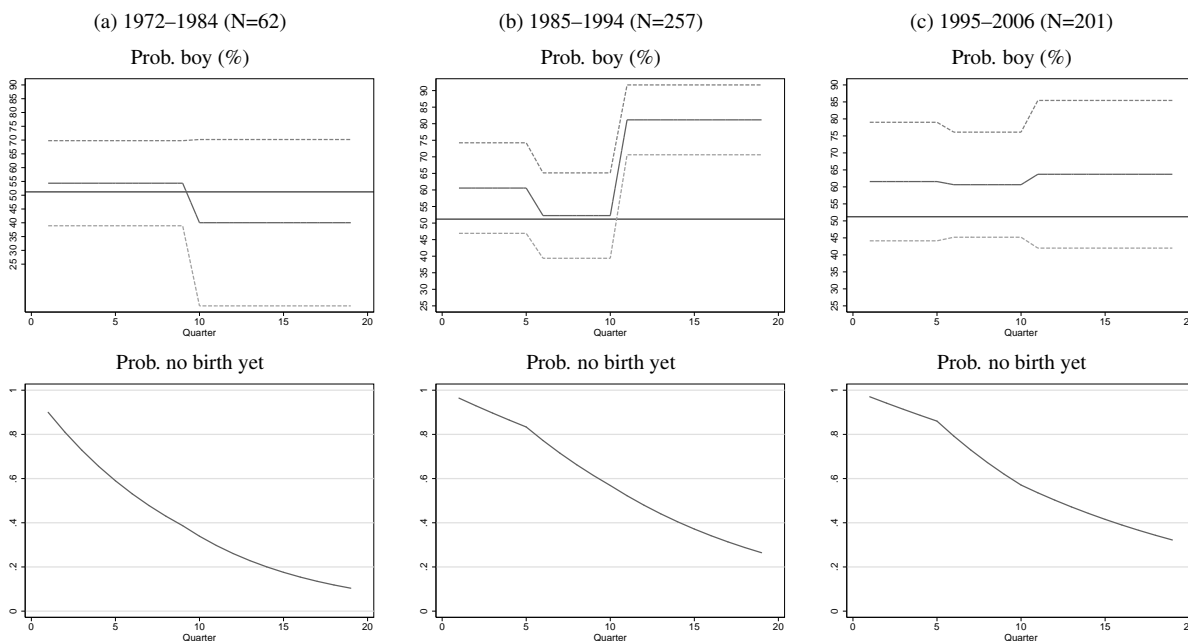 (a) 1972–1984 (N=62)
Prob. boy (%)
25 30 35 40 45 50 55 60 65 70 75 80 85 90
0 5 10 15 20
Quarter
Prob. no birth yet
0 .2 .4 .6 .8 1
0 5 10 15 20
Quarter
(b) 1985–1994 (N=257)
Prob. boy (%)
25 30 35 40 45 50 55 60 65 70 75 80 85 90
0 5 10 15 20
Quarter
Prob. no birth yet
0 .2 .4 .6 .8 1
0 5 10 15 20
Quarter
(c) 1995–2006 (N=201)
Prob. boy (%)
25 30 35 40 45 50 55 60 65 70 75 80 85 90
0 5 10 15 20
Quarter
Prob. no birth yet
0 .2 .4 .6 .8 1
0 5 10 15 20
Quarter